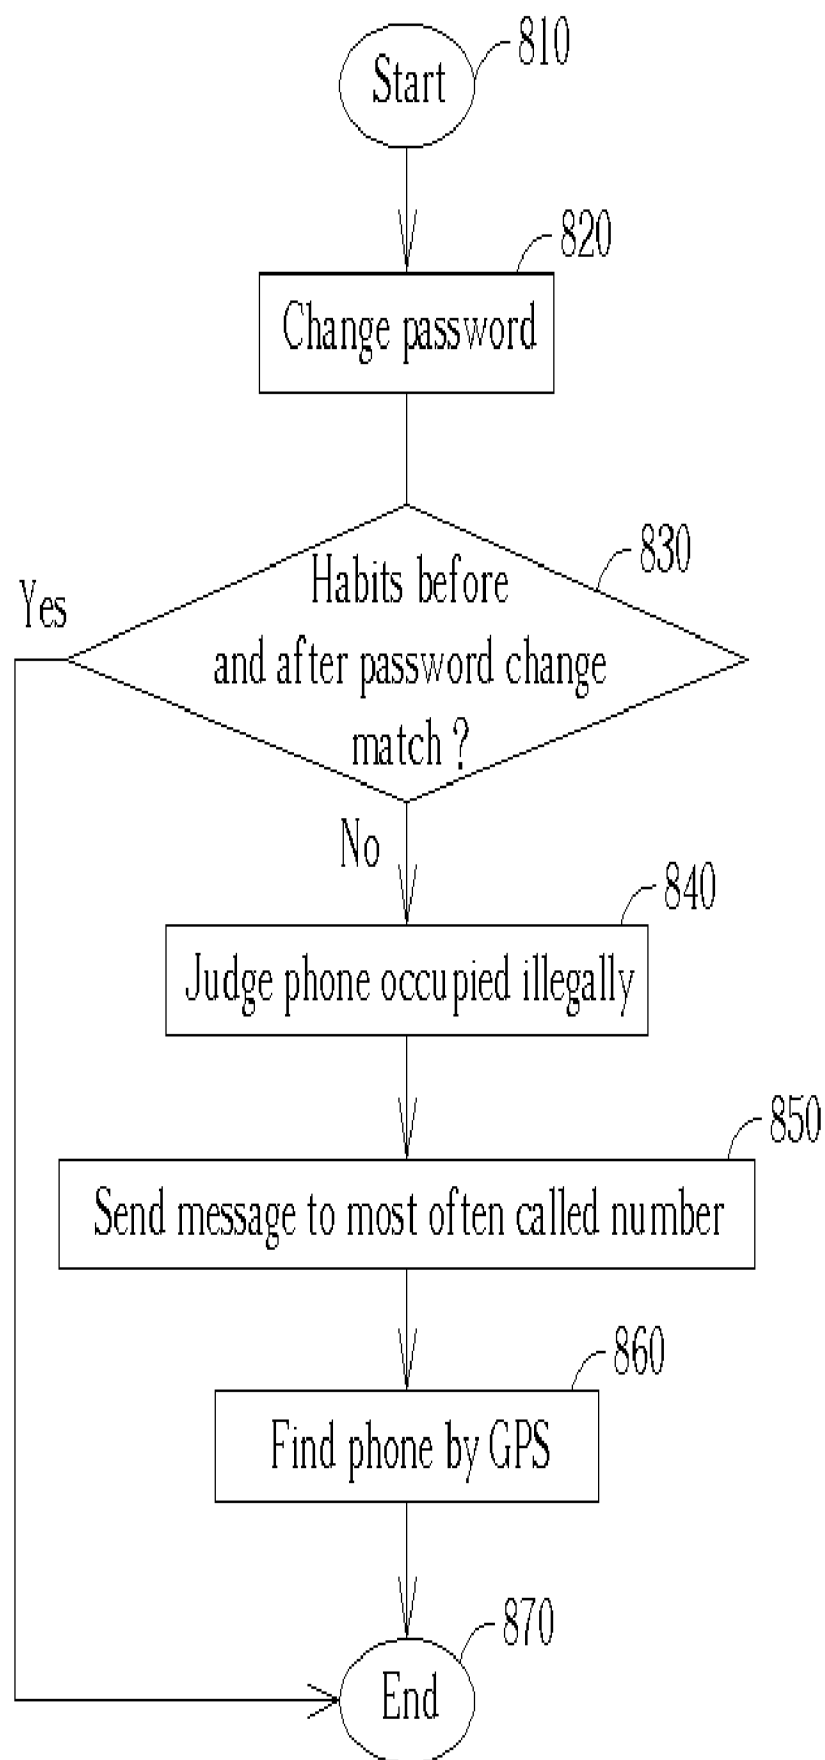 810
Start
820
Change password
830
Habits before
and after password change
match?
Yes
No
840
Judge phone occupied illegally
850
Send message to most often called number
860
Find phone by GPS
870
End